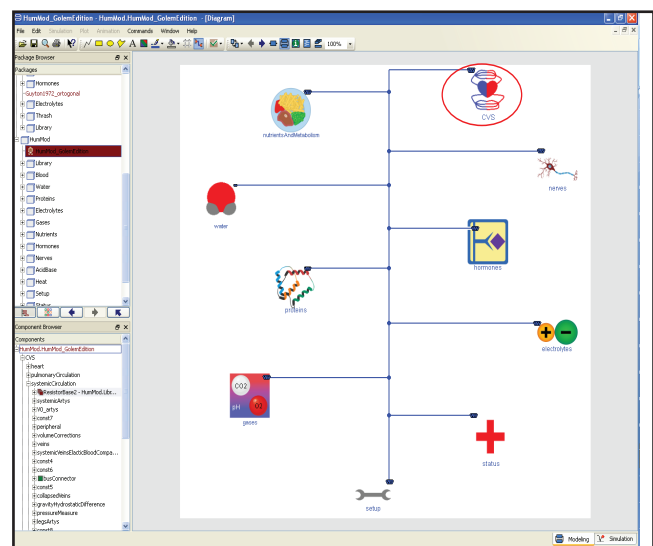 HumMod_GolemEdition - HumMod.HumMod_GolemEdition - [Diagram]
File Edit Simulation Plot Animation Commands Window Help
100%
Package Browser
Packages
Hormones
Guyton1972_ortogonal
Electrolytes
Thrash
Library
HumMod
HumMod_GolemEdition
Library
Blood
Water
Proteins
Electrolytes
Gases
Nutrients
Hormones
Nerves
AcidBase
Heat
Setup
Status
Component Browser
Components
HumMod.HumMod_GolemEdition
CVS
heart
pulmonaryCirculation
systemicCirculation
ResistorBase2 - HumMod.Libr...
systemicArtys
V0_artys
const7
peripheral
volumeCorrections
veins
systemicVeinsElacticBloodCompa...
const4
const6
busConnector
const5
collapsedVeins
gravityHydrostaticDifference
pressureMeasure
legsArtys
const8
CVS
nutrientsAndMetabolism
nerves
water
hormones
proteins
electrolytes
CO2
pH
O2
gases
status
setup
Modeling
Simulation